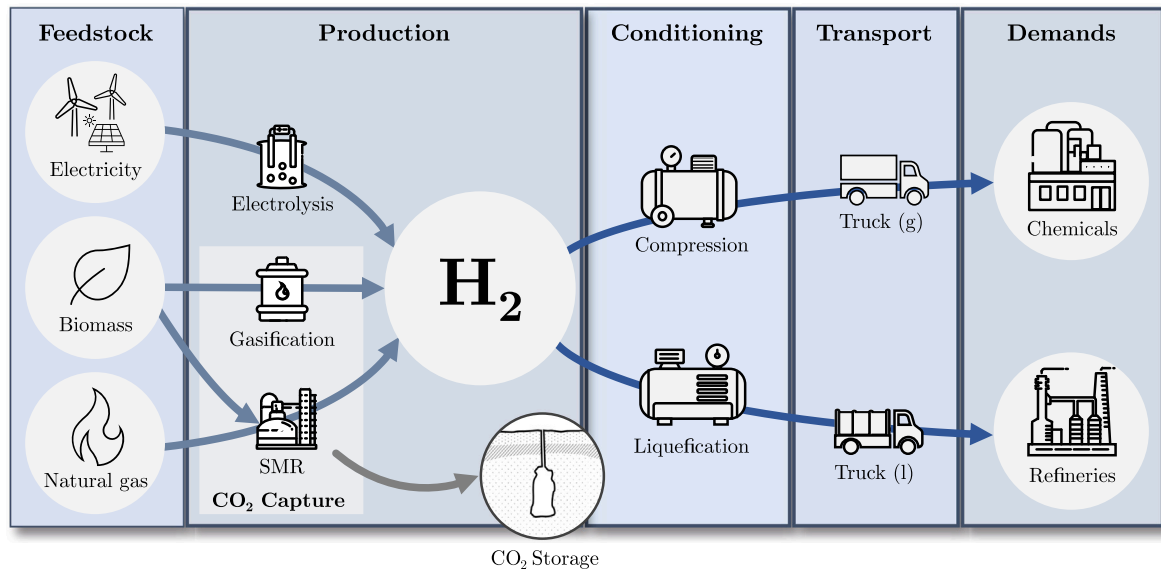 Feedstock
Production
Conditioning
Transport
Demands
Electricity
Electrolysis
Compression
Truck (g)
Chemicals
Biomass
Gasification
H₂
Natural gas
SMR
CO₂ Capture
Liquefication
Truck (l)
Refineries
CO₂ Storage